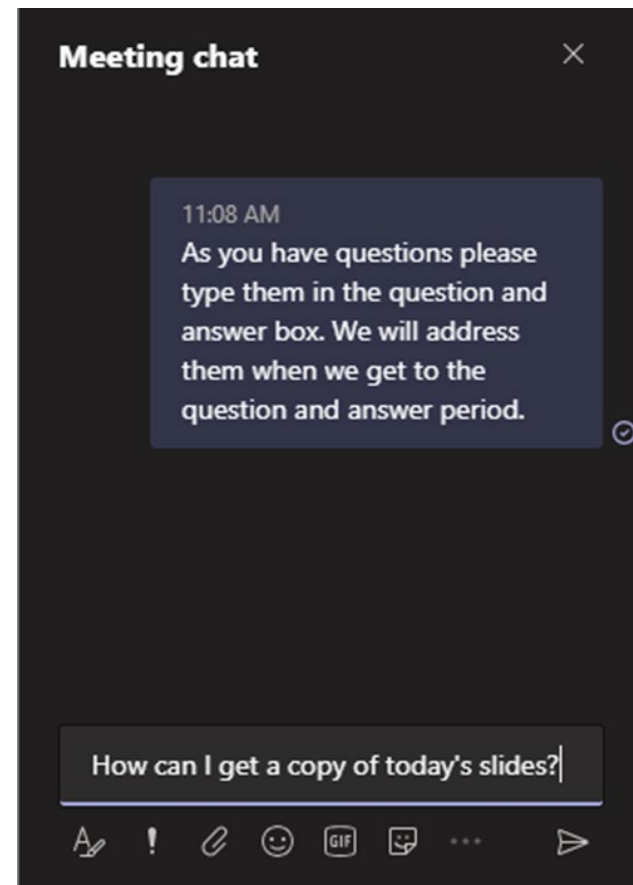 Meeting chat
11:08 AM
As you have questions please
type them in the question and
answer box. We will address
them when we get to the
question and answer period.
How can I get a copy of today's slides?
GIF